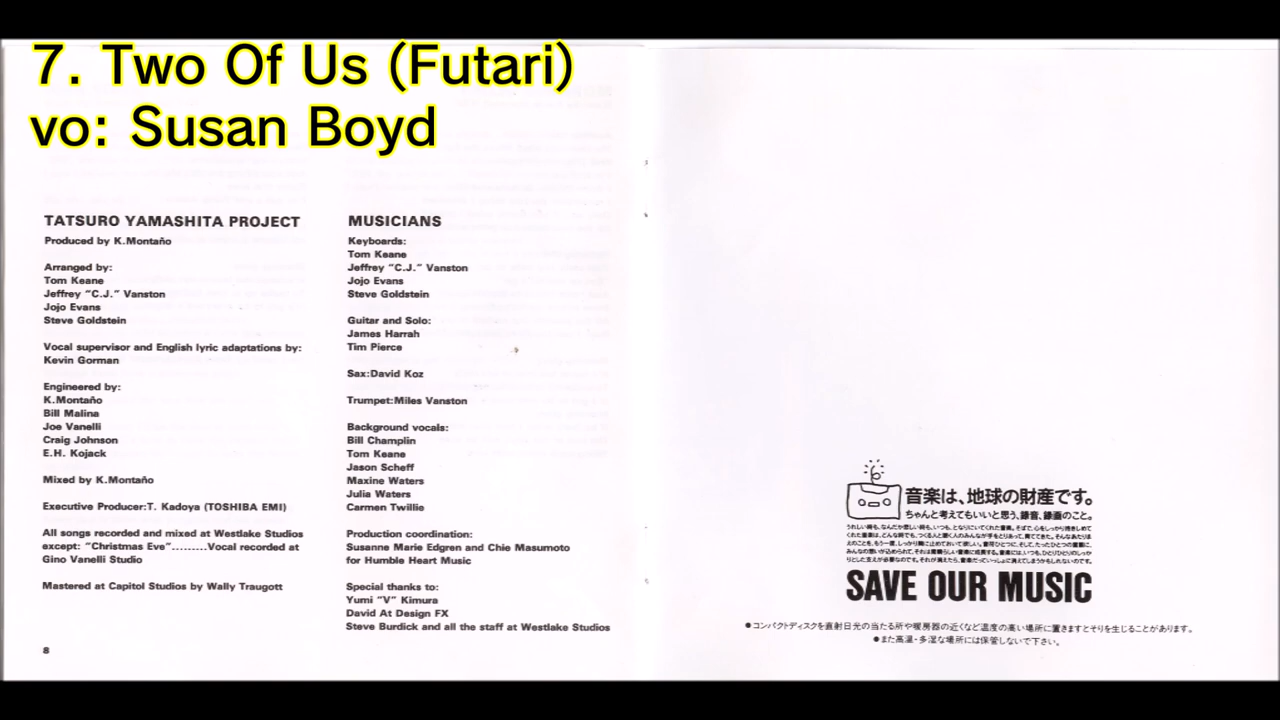 7. Two Of Us (Futari)
vo: Susan Boyd
TATSURO YAMASHITA PROJECT
Produced by K.Montaño
Arranged by:
Tom Keane
Jeffrey "C.J." Vanston
Jojo Evans
Steve Goldstein
Vocal supervisor and English lyric adaptations by:
Kevin Gorman
Engineered by:
K.Montaño
Bill Malina
Joe Vanelli
Craig Johnson
E.H. Kojack
Mixed by K.Montaño
Executive Producer:T. Kadoya (TOSHIBA EMI)
All songs recorded and mixed at Westlake Studios
except: "Christmas Eve".........Vocal recorded at
Gino Vanelli Studio
Mastered at Capitol Studios by Wally Traugott
8
MUSICIANS
Keyboards:
Tom Keane
Jeffrey "C.J." Vanston
Jojo Evans
Steve Goldstein
Guitar and Solo:
James Harrah
Tim Pierce
Sax:David Koz
Trumpet:Miles Vanston
Background vocals:
Bill Champlin
Tom Keane
Jason Scheff
Maxine Waters
Julia Waters
Carmen Twillie
Production coordination:
Susanne Marie Edgren and Chie Masumoto
for Humble Heart Music
Special thanks to:
Yumi "V" Kimura
David At Design FX
Steve Burdick and all the staff at Westlake Studios
音楽は、地球の財産です。
ちゃんと考えてもいいと思う、録音、録画のこと。
SAVE OUR MUSIC
●コンパクトディスクを直射日光の当たる所や暖房器の近くなど温度の高い場所に置きますとそりを生じることがあります。
●また高温・多湿な場所には保管しないで下さい。